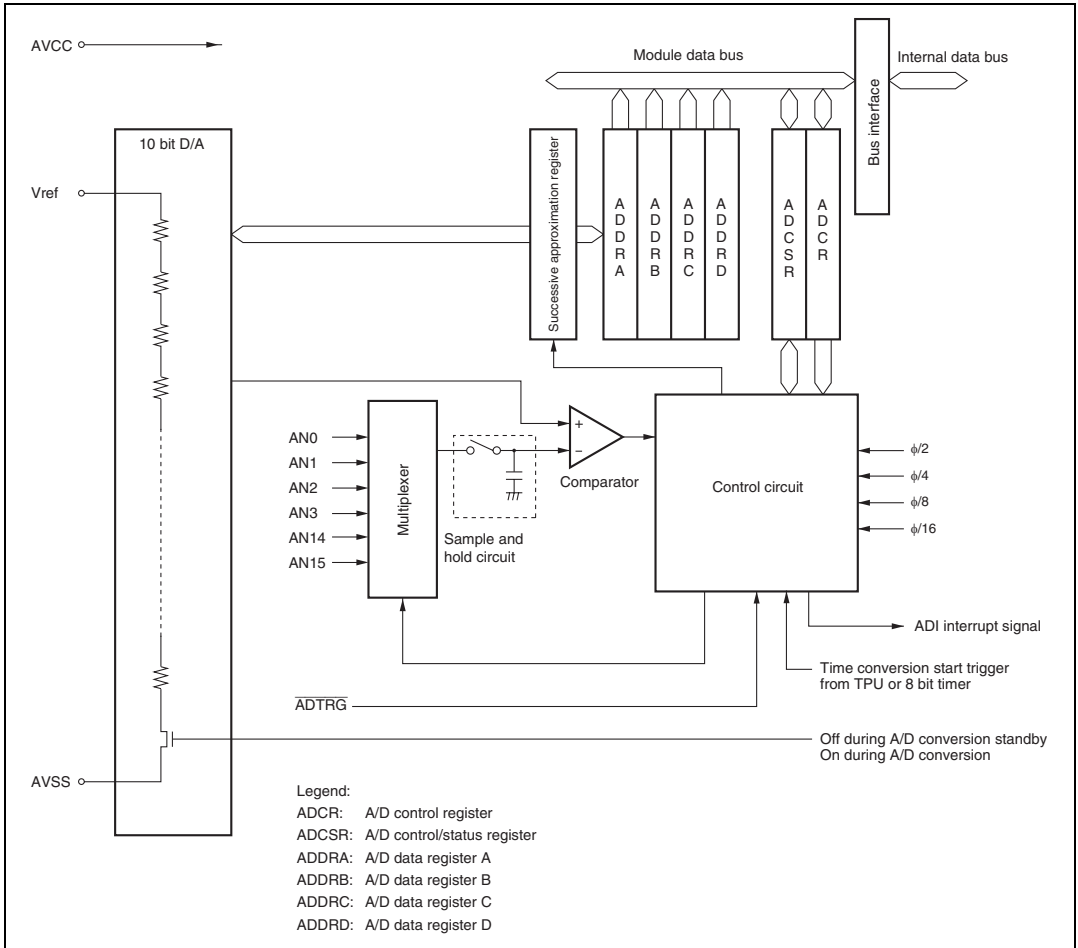 AVCC
Module data bus
Internal data bus
Bus interface
10 bit D/A
Vref
Successive approximation register
ADDRA
ADDRB
ADDRC
ADDRD
ADCSR
ADCR
AN0
AN1
AN2
AN3
AN14
AN15
Multiplexer
Sample and
hold circuit
+
−
Comparator
Control circuit
ϕ/2
ϕ/4
ϕ/8
ϕ/16
ADI interrupt signal
Time conversion start trigger
from TPU or 8 bit timer
ADTRG
Off during A/D conversion standby
On during A/D conversion
AVSS
Legend:
ADCR: A/D control register
ADCSR: A/D control/status register
ADDRA: A/D data register A
ADDRB: A/D data register B
ADDRC: A/D data register C
ADDRD: A/D data register D